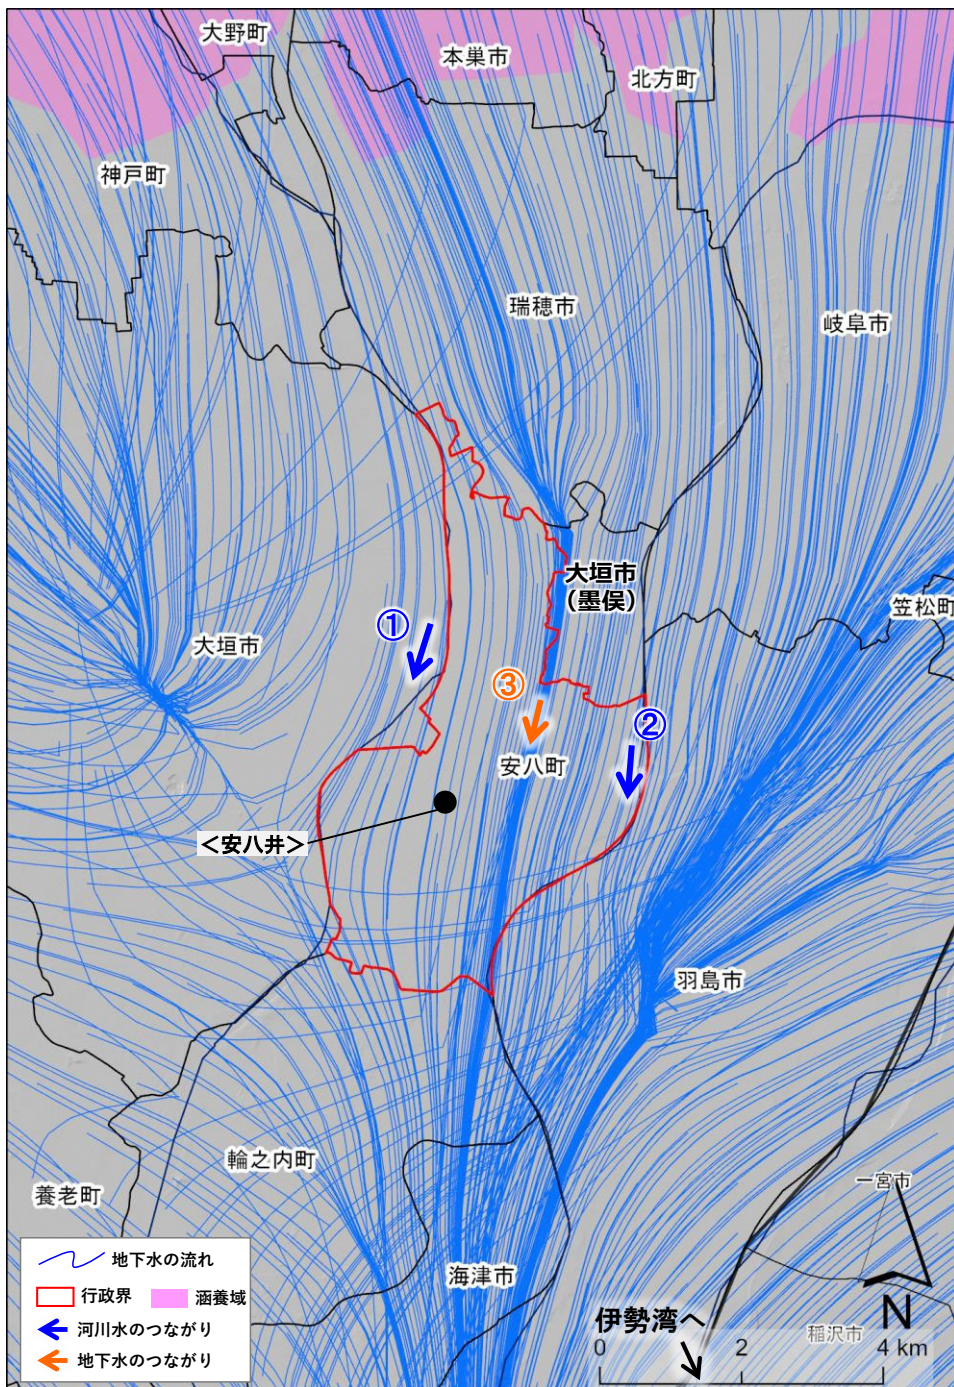 大野町
本巣市
北方町
神戸町
瑞穂市
岐阜市
大垣市
(墨俣)
笠松町
①
大垣市
③
②
安八町
＜安八井＞
羽島市
輪之内町
養老町
一宮市
海津市
N
伊勢湾へ
稲沢市
0 2 4 km
地下水の流れ
行政界 涵養域
河川水のつながり
地下水のつながり